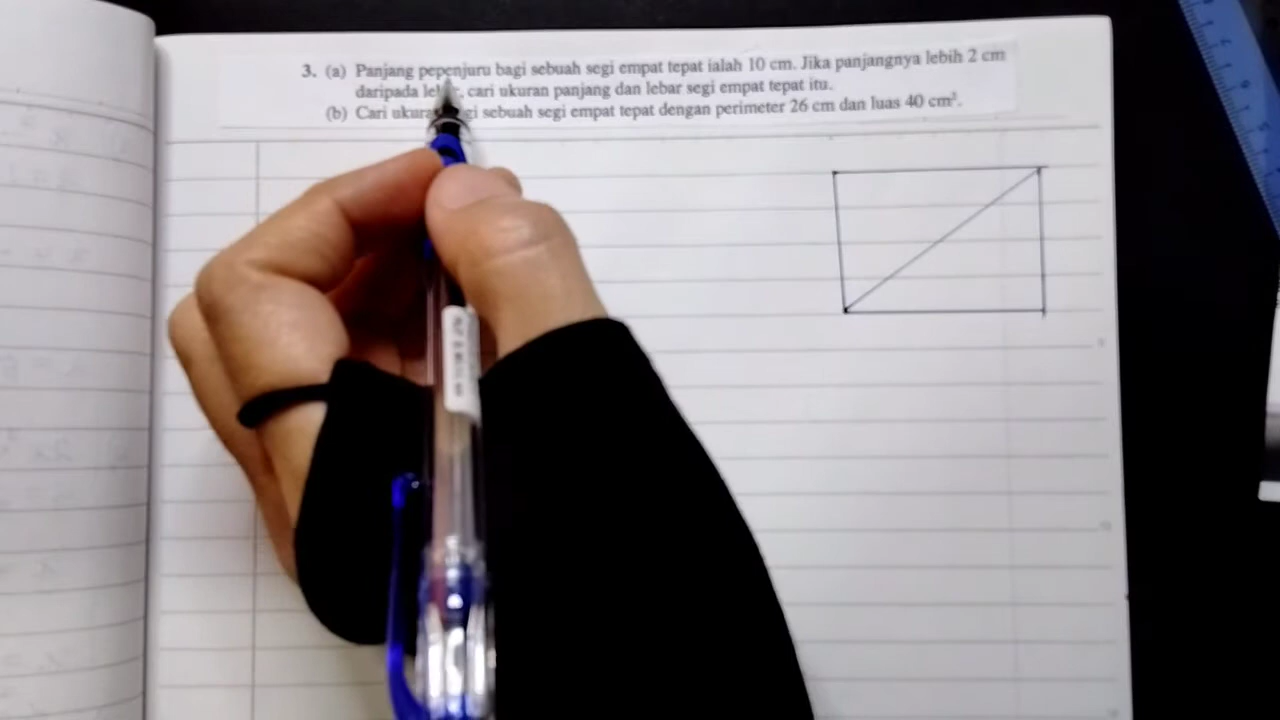 3. (a) Panjang pepenjuru bagi sebuah segi empat tepat ialah 10 cm. Jika panjangnya lebih 2 cm
daripada cari ukuran panjang dan lebar segi empat tepat itu.
(b) Cari sebuah segi empat tepat dengan perimeter 26 cm dan luas 40 cm².